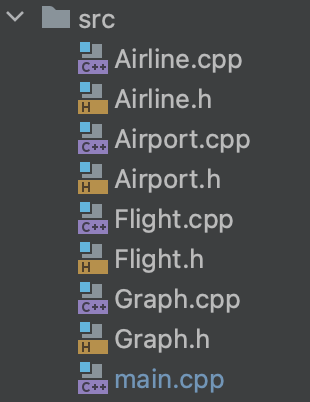 src
C++ Airline.cpp
H Airline.h
C++ Airport.cpp
H Airport.h
C++ Flight.cpp
H Flight.h
C++ Graph.cpp
H Graph.h
C++ main.cpp